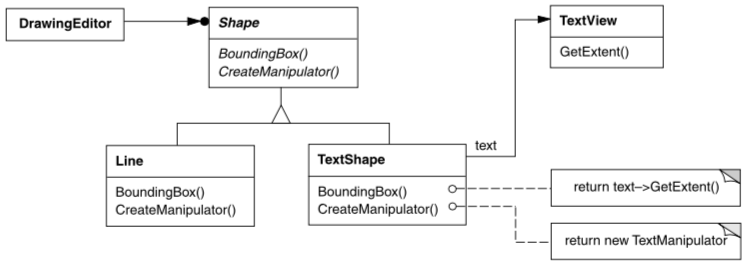 DrawingEditor
Shape
BoundingBox()
CreateManipulator()
TextView
GetExtent()
Line
BoundingBox()
CreateManipulator()
TextShape
BoundingBox()
CreateManipulator()
text
return text–>GetExtent()
return new TextManipulator